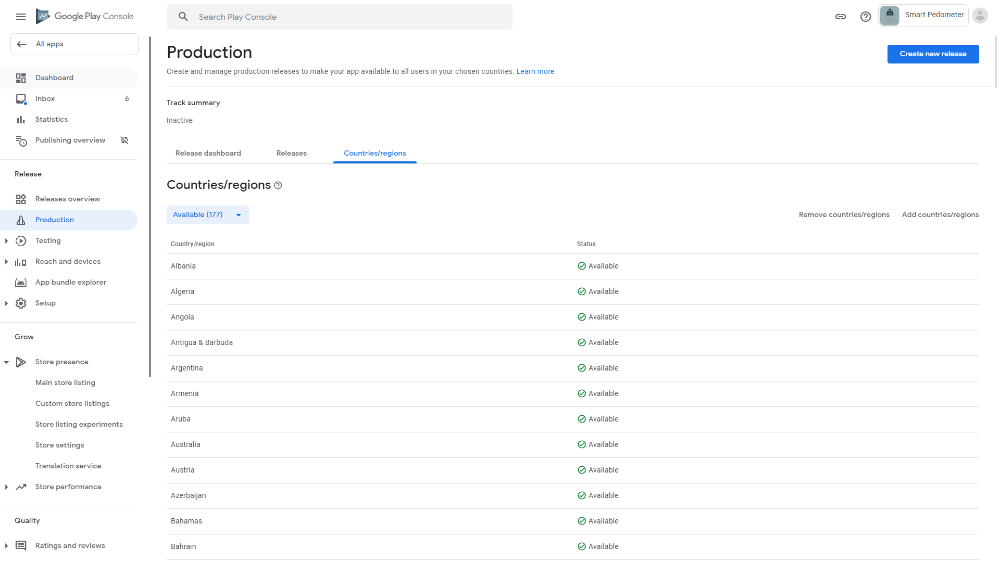 Google Play Console
Search Play Console
Smart Pedometer
All apps
Dashboard
Inbox 6
Statistics
Publishing overview
Release
Releases overview
Production
Testing
Reach and devices
App bundle explorer
Setup
Grow
Store presence
Main store listing
Custom store listings
Store listing experiments
Store settings
Translation service
Store performance
Quality
Ratings and reviews
Production
Create new release
Create and manage production releases to make your app available to all users in your chosen countries. Learn more
Track summary
Inactive
Release dashboard Releases Countries/regions
Countries/regions
Available (177) Remove countries/regions Add countries/regions
Country/region Status
Albania Available
Algeria Available
Angola Available
Antigua & Barbuda Available
Argentina Available
Armenia Available
Aruba Available
Australia Available
Austria Available
Azerbaijan Available
Bahamas Available
Bahrain Available